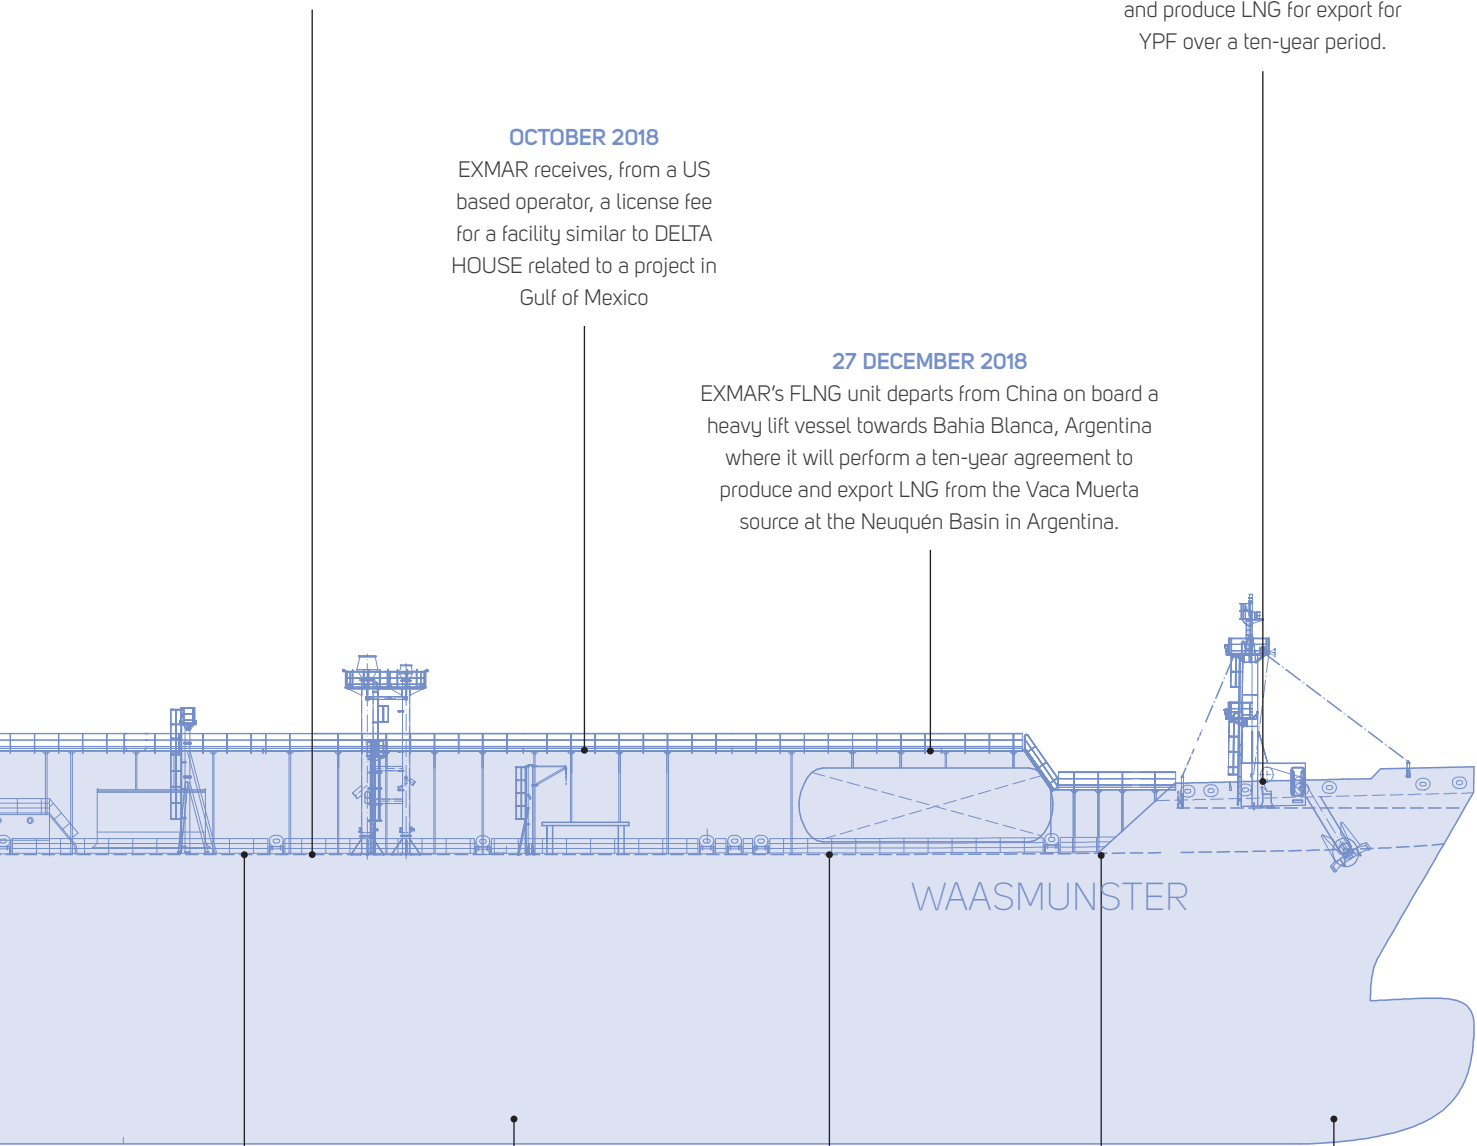 and produce LNG for export for
YPF over a ten-year period.
OCTOBER 2018
EXMAR receives, from a US
based operator, a license fee
for a facility similar to DELTA
HOUSE related to a project in
Gulf of Mexico
27 DECEMBER 2018
EXMAR’s FLNG unit departs from China on board a
heavy lift vessel towards Bahia Blanca, Argentina
where it will perform a ten-year agreement to
produce and export LNG from the Vaca Muerta
source at the Neuquén Basin in Argentina.
WAASMUNSTER